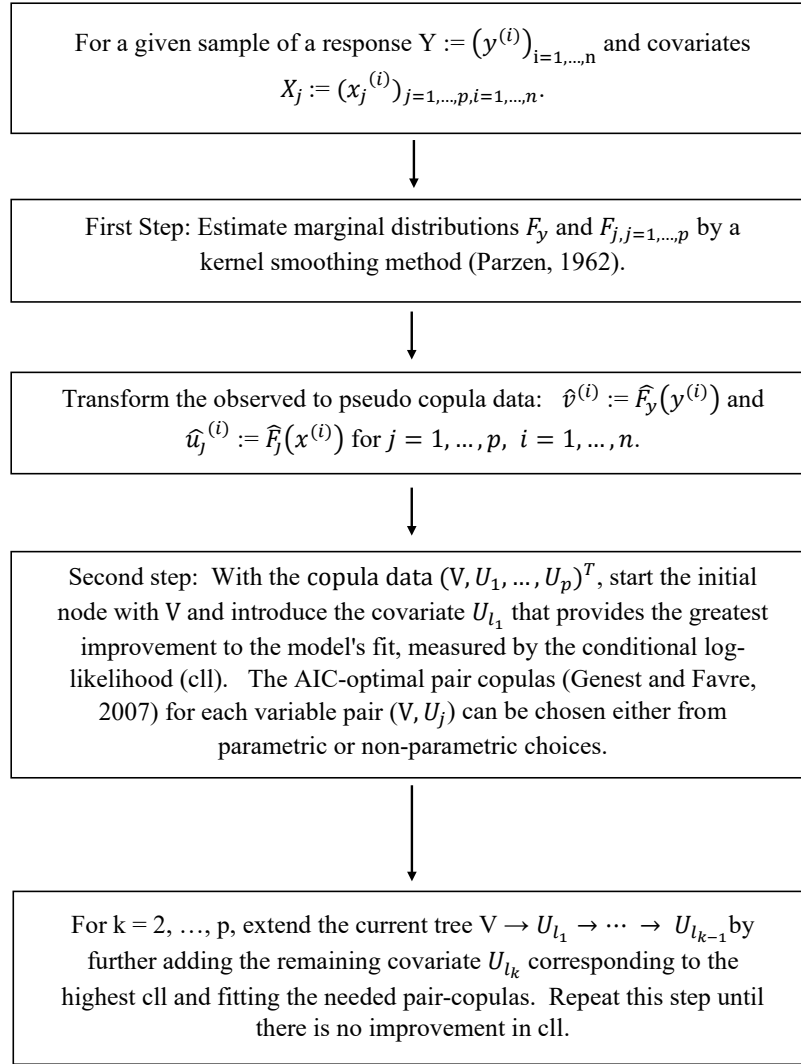 For a given sample of a response Y := (y⁽ⁱ⁾)ᵢ₌₁,…,ₙ and covariates
X_j := (x_j⁽ⁱ⁾)_{j=1,…,p,i=1,…,n}.
First Step: Estimate marginal distributions F_y and F_{j,j=1,…,p} by a
kernel smoothing method (Parzen, 1962).
Transform the observed to pseudo copula data: v̂⁽ⁱ⁾ := F̂_y(y⁽ⁱ⁾) and
û_j⁽ⁱ⁾ := F̂_j(x⁽ⁱ⁾) for j = 1, … , p, i = 1, … , n.
Second step: With the copula data (V, U₁, … , U_p)ᵀ, start the initial
node with V and introduce the covariate U_{l₁} that provides the greatest
improvement to the model's fit, measured by the conditional log-
likelihood (cll). The AIC-optimal pair copulas (Genest and Favre,
2007) for each variable pair (V, U_j) can be chosen either from
parametric or non-parametric choices.
For k = 2, …, p, extend the current tree V → U_{l₁} → ⋯ → U_{l_{k−1}} by
further adding the remaining covariate U_{l_k} corresponding to the
highest cll and fitting the needed pair-copulas. Repeat this step until
there is no improvement in cll.